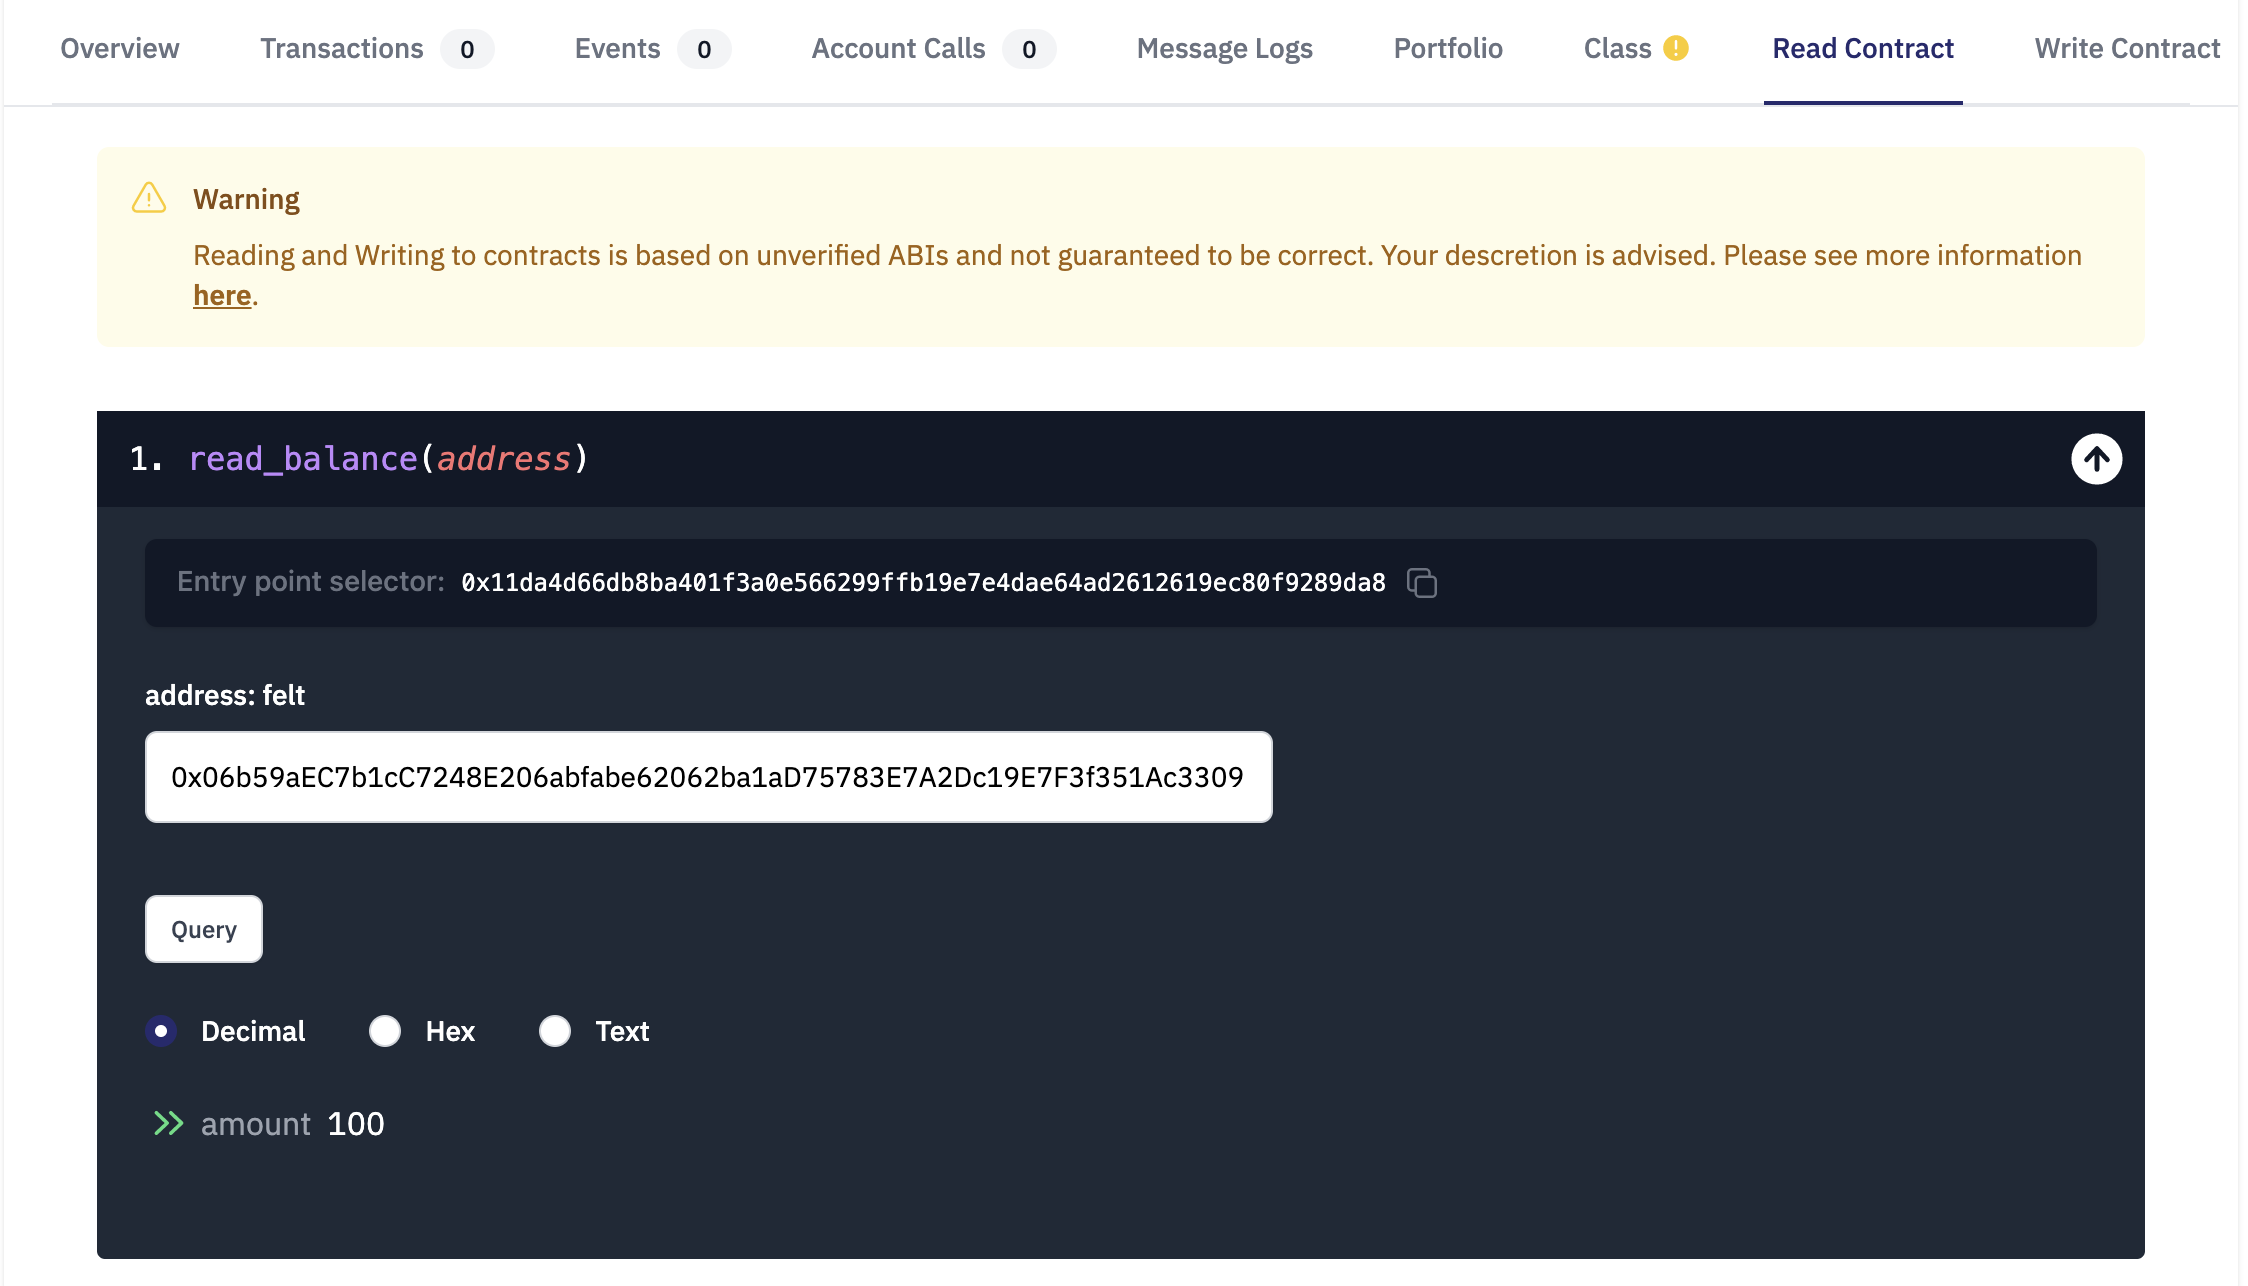 Overview Transactions 0 Events 0 Account Calls 0 Message Logs Portfolio Class ! Read Contract Write Contract
Warning
Reading and Writing to contracts is based on unverified ABIs and not guaranteed to be correct. Your descretion is advised. Please see more information
here.
1. read_balance(address)
Entry point selector: 0x11da4d66db8ba401f3a0e566299ffb19e7e4dae64ad2612619ec80f9289da8
address: felt
0x06b59aEC7b1cC7248E206abfabe62062ba1aD75783E7A2Dc19E7F3f351Ac3309
Query
Decimal Hex Text
>> amount 100